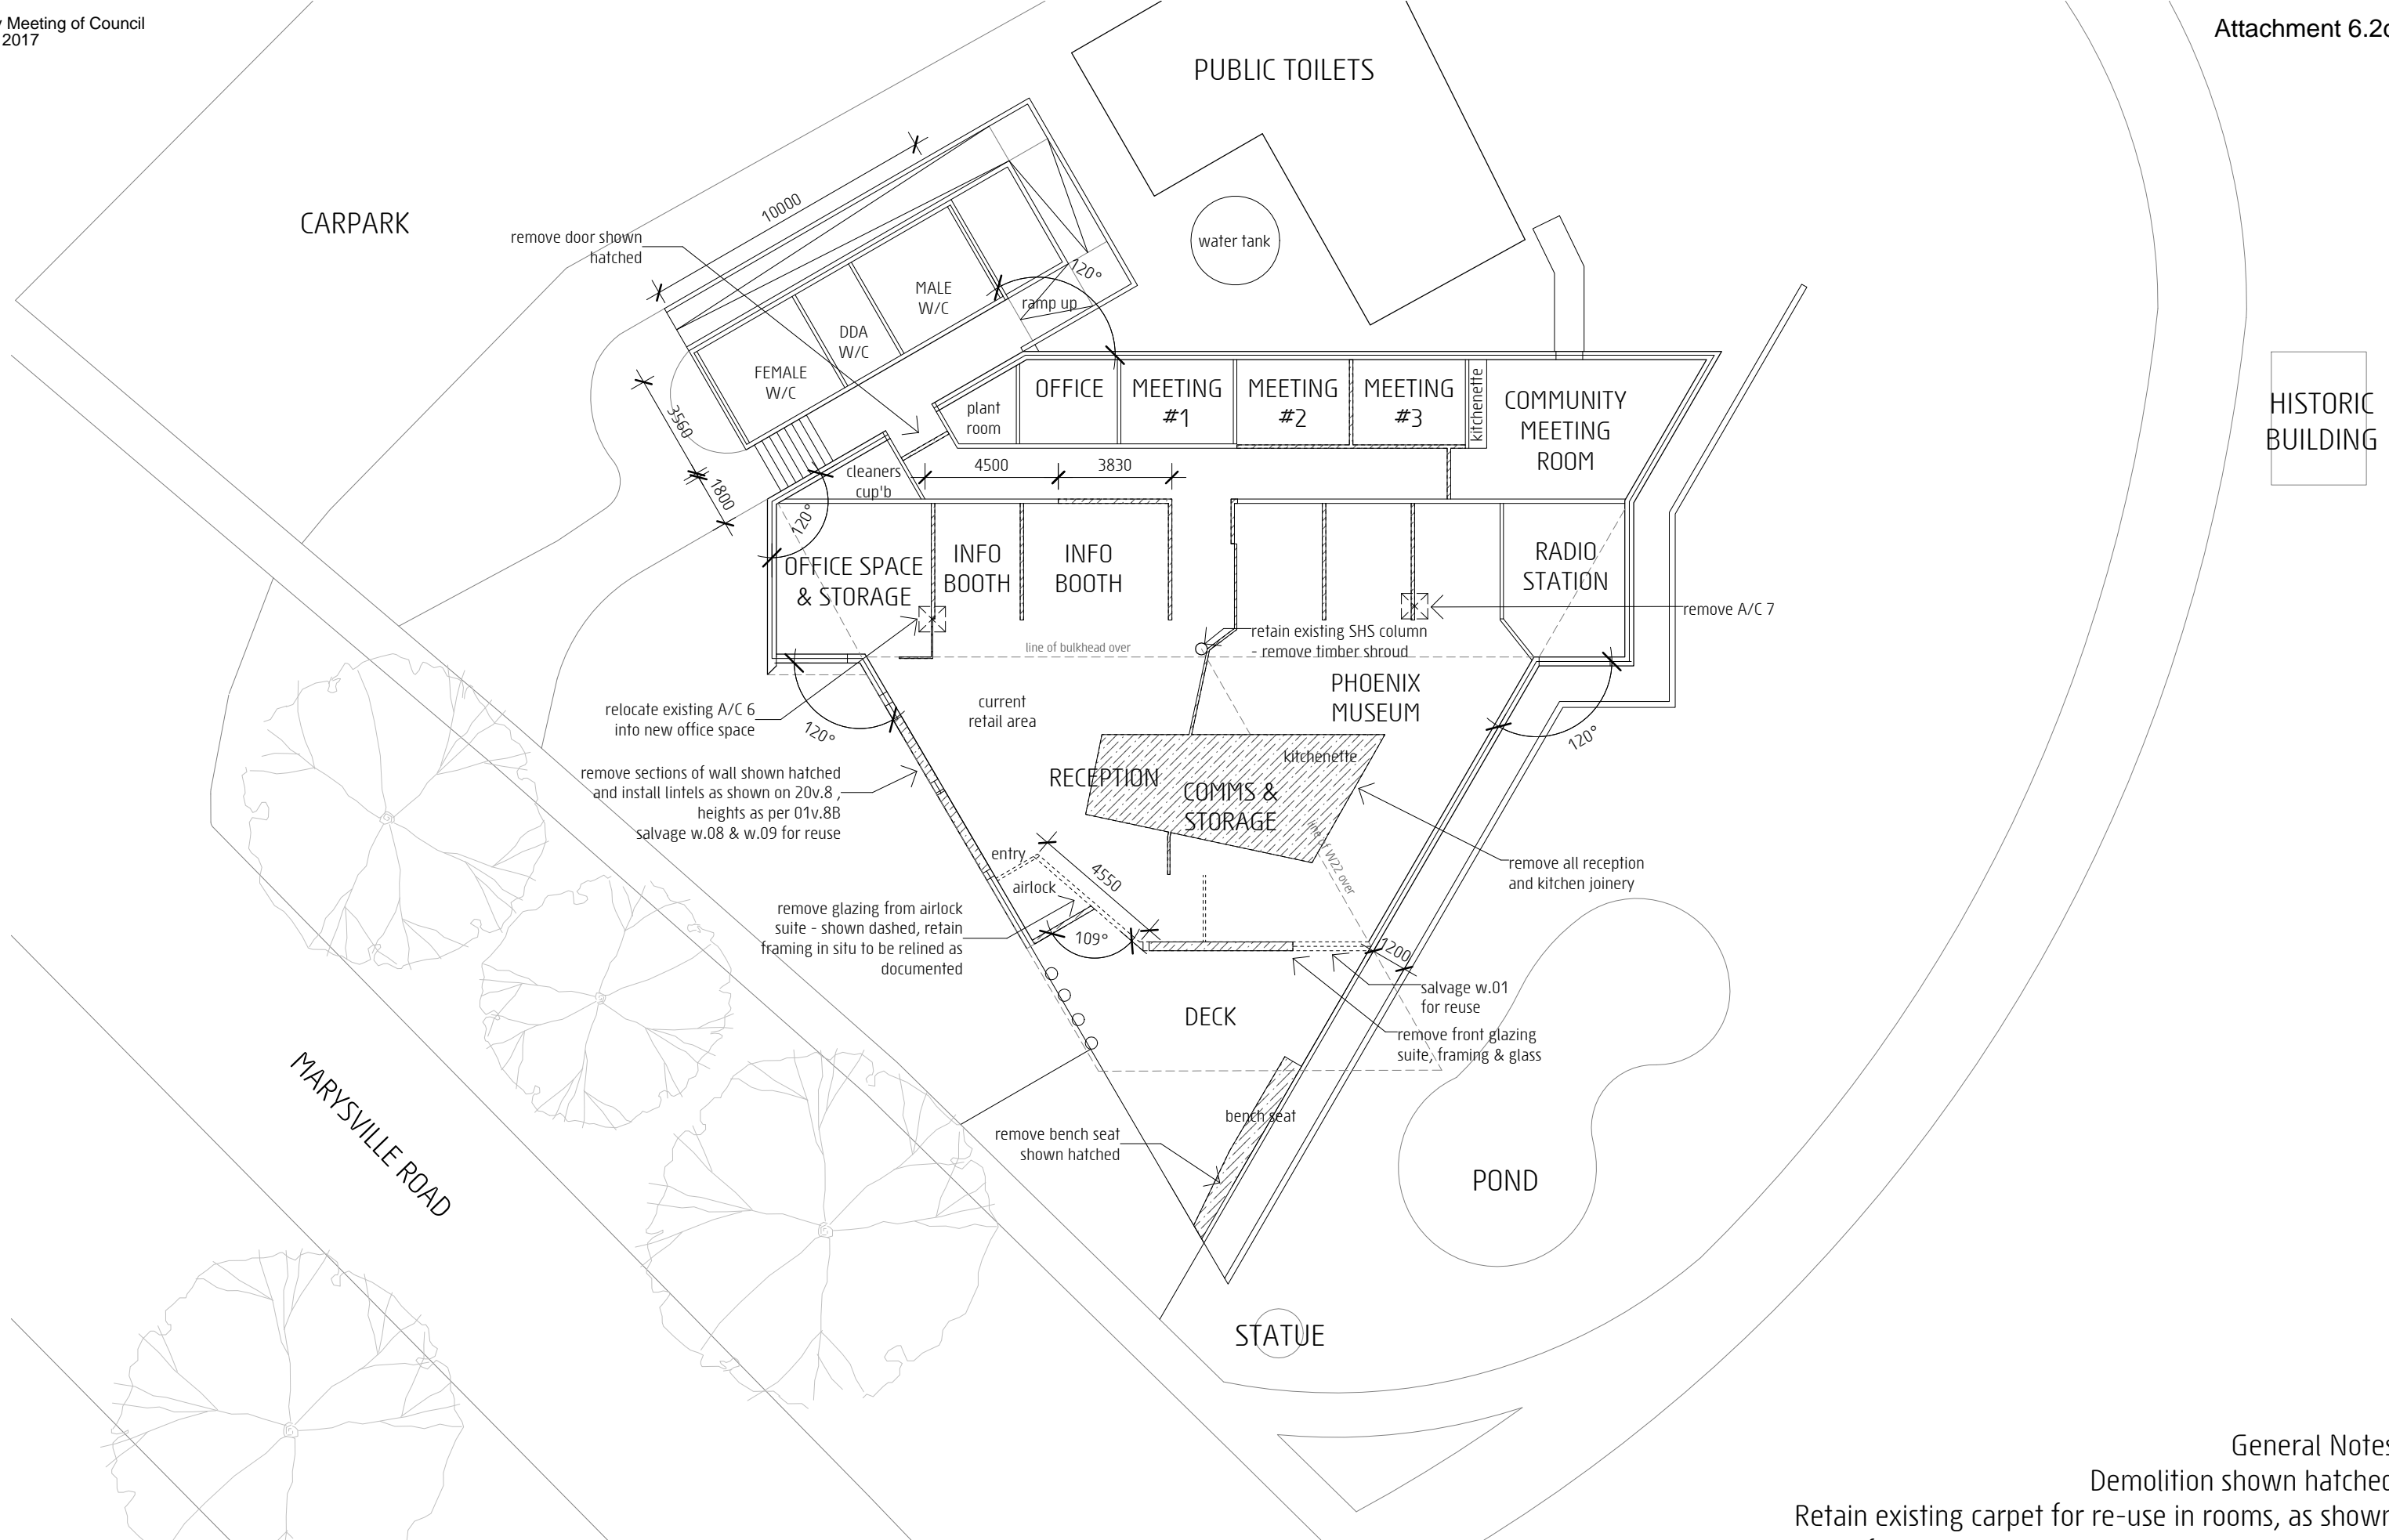 Meeting of Council
2017
Attachment 6.2
PUBLIC TOILETS
CARPARK
10000
remove door shown
hatched
water tank
120°
MALE
W/C
ramp up
DDA
W/C
FEMALE
W/C
3560
1800
plant
room
OFFICE
MEETING
#1
MEETING
#2
MEETING
#3
kitchenette
COMMUNITY
MEETING
ROOM
HISTORIC
BUILDING
cleaners
cup'b
4500
3830
120°
OFFICE SPACE
& STORAGE
INFO
BOOTH
INFO
BOOTH
RADIO
STATION
remove A/C 7
retain existing SHS column
- remove timber shroud
line of bulkhead over
PHOENIX
MUSEUM
current
retail area
relocate existing A/C 6
into new office space
120°
120°
remove sections of wall shown hatched
and install lintels as shown on 20v.8 ,
heights as per 01v.8B
salvage w.08 & w.09 for reuse
kitchenette
RECEPTION
COMMS &
STORAGE
line of W22 over
entry
airlock
4550
remove all reception
and kitchen joinery
remove glazing from airlock
suite - shown dashed, retain
framing in situ to be relined as
documented
109°
1200
salvage w.01
for reuse
DECK
remove front glazing
suite, framing & glass
bench seat
remove bench seat
shown hatched
MARYSVILLE ROAD
POND
STATUE
General Notes
Demolition shown hatched
Retain existing carpet for re-use in rooms, as shown